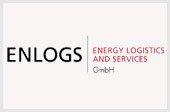 ENLOGS
ENERGY LOGISTICS
AND SERVICES
GmbH